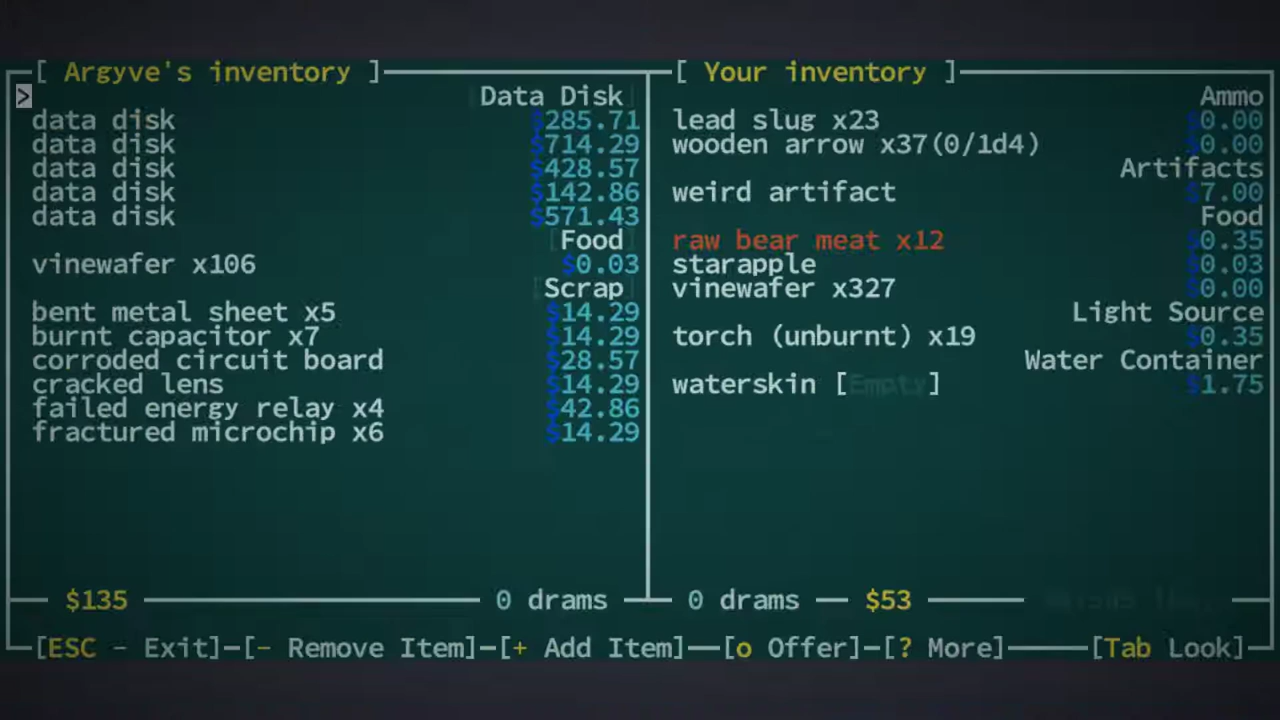 [ Argyve's inventory ]
>
Data Disk
data disk $285.71
data disk $714.29
data disk $428.57
data disk $142.86
data disk $571.43
[Food]
vinewafer x106 $0.03
[Scrap]
bent metal sheet x5 $14.29
burnt capacitor x7 $14.29
corroded circuit board $28.57
cracked lens $14.29
failed energy relay x4 $42.86
fractured microchip x6 $14.29
$135 0 drams
[ Your inventory ]
Ammo
lead slug x23 $0.00
wooden arrow x37(0/1d4) $0.00
Artifacts
weird artifact $7.00
Food
raw bear meat x12 $0.35
starapple $0.03
vinewafer x327 $0.00
Light Source
torch (unburnt) x19 $0.35
Water Container
waterskin [Empty] $1.75
0 drams $53
[ESC - Exit] [- Remove Item] [+ Add Item] [o Offer] [? More] [Tab Look]